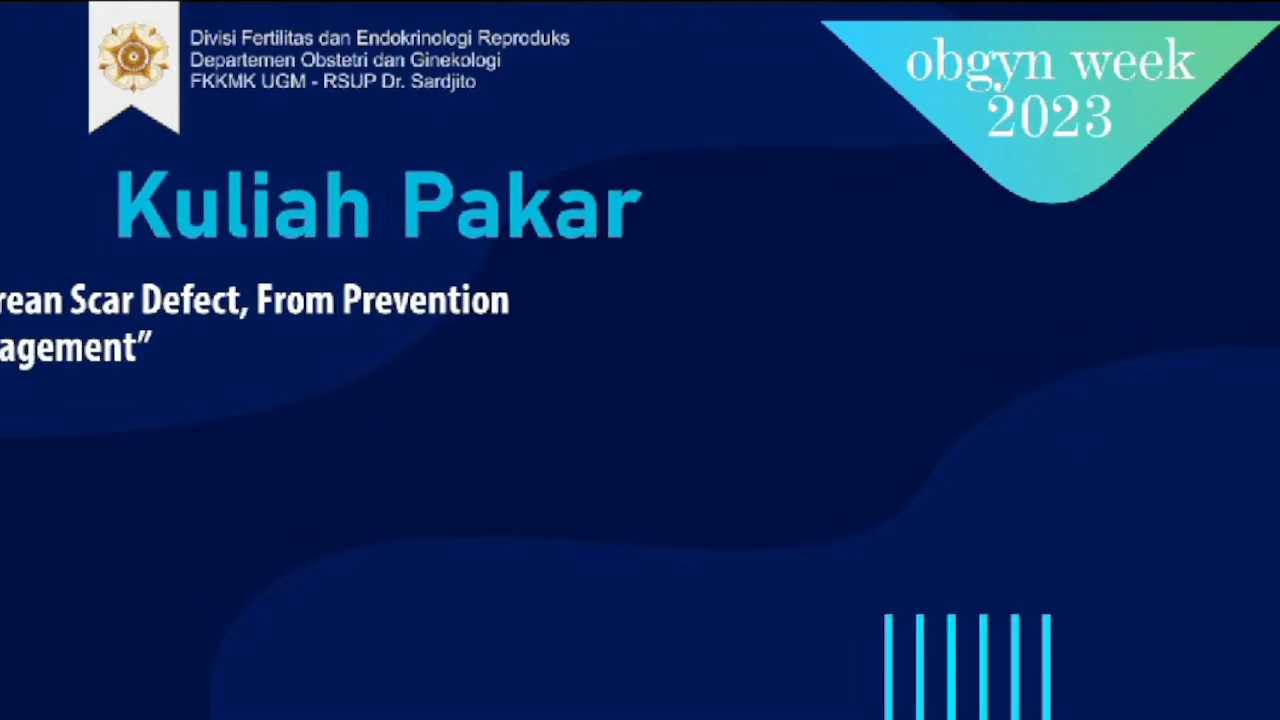 Divisi Fertilitas dan Endokrinologi Reproduks
Departemen Obstetri dan Ginekologi
FKKMK UGM - RSUP Dr. Sardjito
obgyn week
2023
Kuliah Pakar
rean Scar Defect, From Prevention
agement”